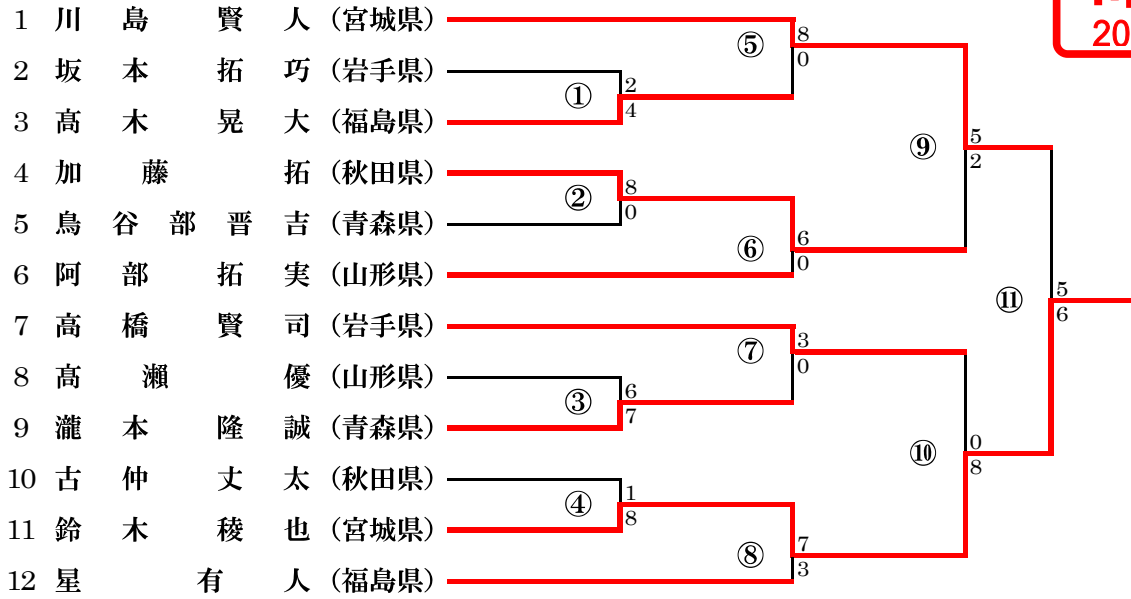 1 川島賢人 (宮城県)
2 坂本拓巧 (岩手県)
3 髙木晃大 (福島県)
4 加藤拓 (秋田県)
5 鳥谷部晋吉 (青森県)
6 阿部拓実 (山形県)
7 高橋賢司 (岩手県)
8 髙瀬優 (山形県)
9 瀧本隆誠 (青森県)
10 古仲丈太 (秋田県)
11 鈴木稜也 (宮城県)
12 星有人 (福島県)
① 2 4
② 8 0
③ 6 7
④ 1 8
⑤ 8 0
⑥ 6 0
⑦ 3 0
⑧ 7 3
⑨ 5 2
⑩ 0 8
⑪ 5 6
20